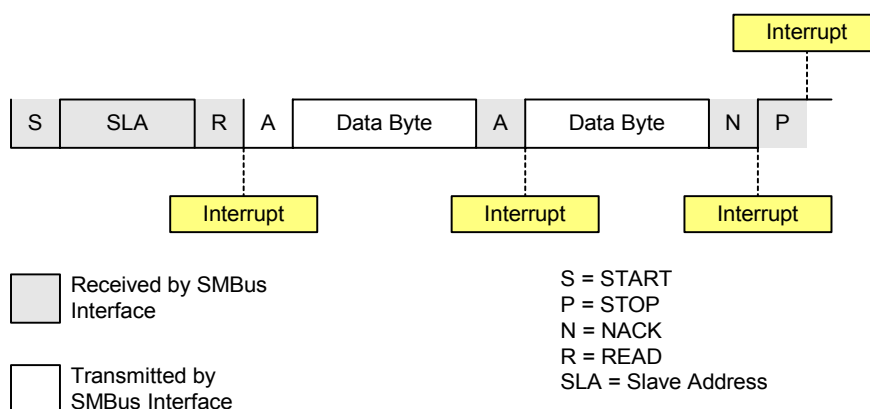 Interrupt
S SLA R A Data Byte A Data Byte N P
Interrupt Interrupt Interrupt
Received by SMBus
Interface
Transmitted by
SMBus Interface
S = START
P = STOP
N = NACK
R = READ
SLA = Slave Address